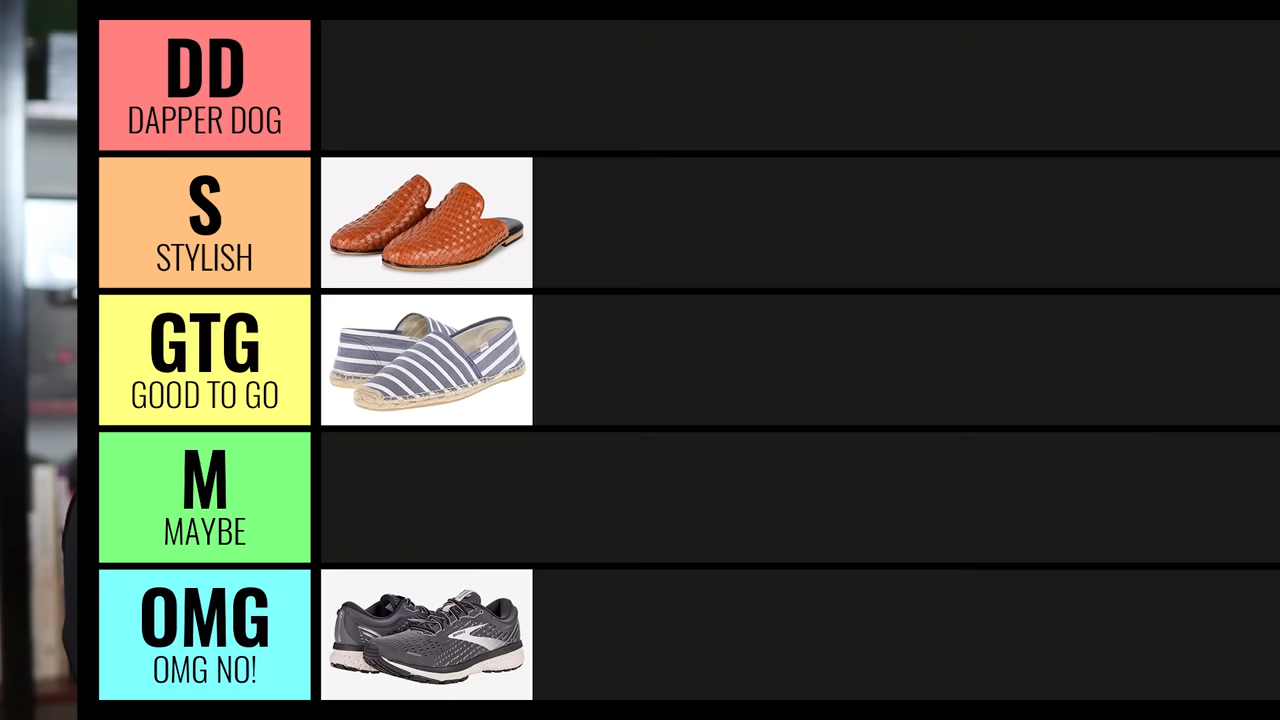 DD
DAPPER DOG
S
STYLISH
GTG
GOOD TO GO
M
MAYBE
OMG
OMG NO!